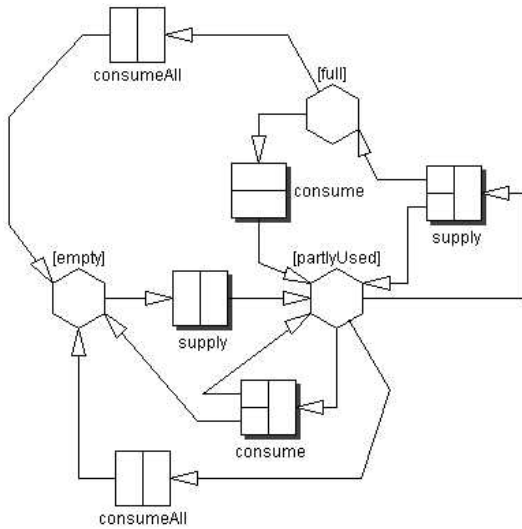 consumeAll
[full]
consume
supply
[empty]
[partlyUsed]
supply
consume
consumeAll